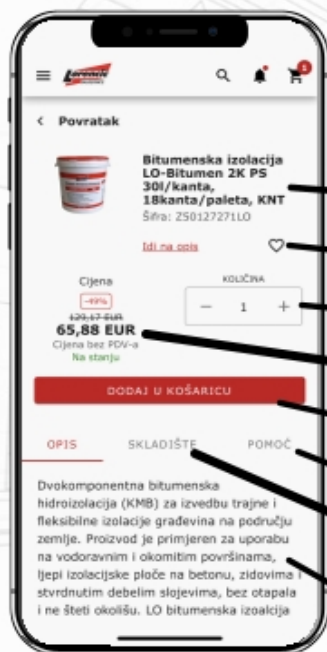 Lorencic
1
Povratak
Bitumenska izolacija
LO-Bitumen 2K PS
30l/kanta,
18kanta/paleta, KNT
Šifra: Z50127271LO
Idi na opis
Cijena
KOLIČINA
-49%
129,17 EUR
65,88 EUR
1
Cijena bez PDV-a
Na stanju
DODAJ U KOŠARICU
OPIS SKLADIŠTE POMOĆ
Dvokomponentna bitumenska
hidroizolacija (KMB) za izvedbu trajne i
fleksibilne izolacije građevina na području
zemlje. Proizvod je primjeren za uporabu
na vodoravnim i okomitim površinama,
ljepi izolacijske ploče na betonu, zidovima i
stvrdnutim debelim slojevima, bez otapala
i ne šteti okolišu. LO bitumenska izoalcija